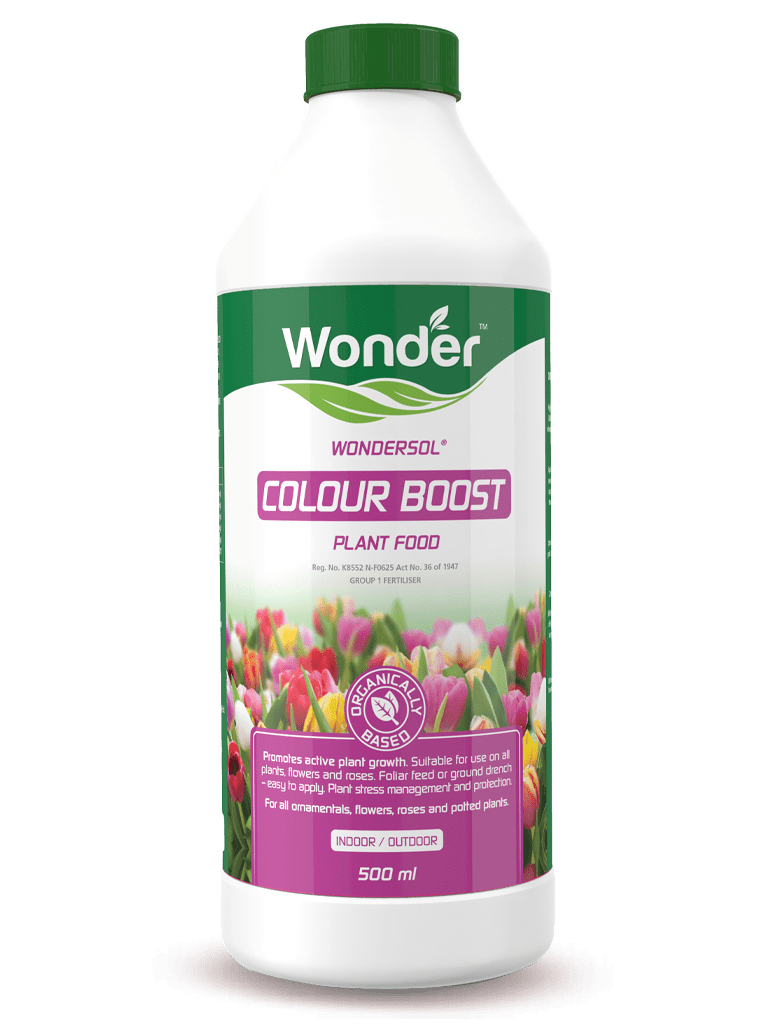 Wonder™
WONDERSOL®
COLOUR BOOST
PLANT FOOD
Reg. No. K8552 N-F0625 Act No. 36 of 1947
GROUP 1 FERTILISER
ORGANICALLY
BASED
Promotes active plant growth. Suitable for use on all
plants, flowers and roses. Foliar feed or ground drench
– easy to apply. Plant stress management and protection.
For all ornamentals, flowers, roses and potted plants.
INDOOR / OUTDOOR
500 ml